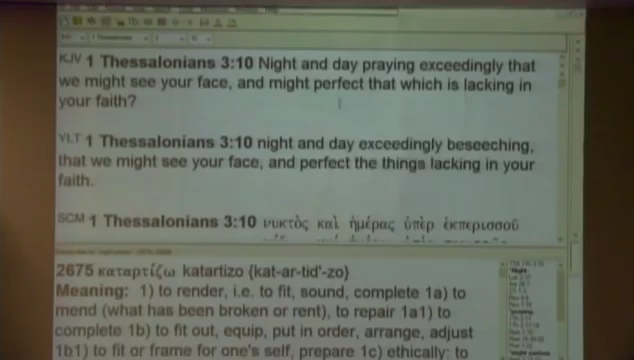 KJV 1 Thessalonians 3:10 Night and day praying exceedingly that
we might see your face, and might perfect that which is lacking in
your faith?
YLT 1 Thessalonians 3:10 night and day exceedingly beseeching,
that we might see your face, and perfect the things lacking in your
faith.
SCM 1 Thessalonians 3:10 νυκτὸς καὶ ἡμέρας ὑπὲρ ἐκπερισσοῦ
2675 καταρτίζω katartizo {kat-ar-tid'-zo}
Meaning: 1) to render, i.e. to fit, sound, complete 1a) to
mend (what has been broken or rent), to repair 1a1) to
complete 1b) to fit out, equip, put in order, arrange, adjust
1b1) to fit or frame for one's self, prepare 1c) ethically: to